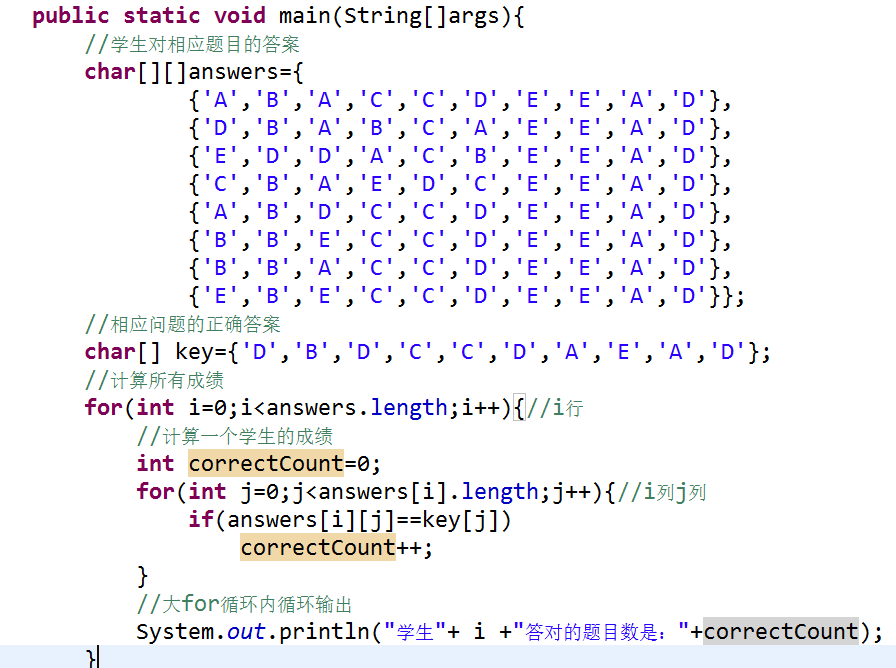 public static void main(String[]args){
//学生对相应题目的答案
char[][]answers={
{'A','B','A','C','C','D','E','E','A','D'},
{'D','B','A','B','C','A','E','E','A','D'},
{'E','D','D','A','C','B','E','E','A','D'},
{'C','B','A','E','D','C','E','E','A','D'},
{'A','B','D','C','C','D','E','E','A','D'},
{'B','B','E','C','C','D','E','E','A','D'},
{'B','B','A','C','C','D','E','E','A','D'},
{'E','B','E','C','C','D','E','E','A','D'}};
//相应问题的正确答案
char[] key={'D','B','D','C','C','D','A','E','A','D'};
//计算所有成绩
for(int i=0;i<answers.length;i++){//i行
//计算一个学生的成绩
int correctCount=0;
for(int j=0;j<answers[i].length;j++){//i列j列
if(answers[i][j]==key[j])
correctCount++;
}
//大for循环内循环输出
System.out.println("学生"+ i +"答对的题目数是："+correctCount);
}